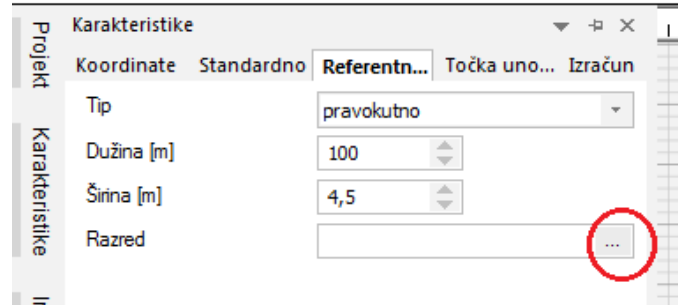 Projekt
Karakteristike
Karakteristike
Koordinate Standardno Referentn... Točka uno... Izračun
Tip pravokutno
Dužina [m] 100
Širina [m] 4,5
Razred ...